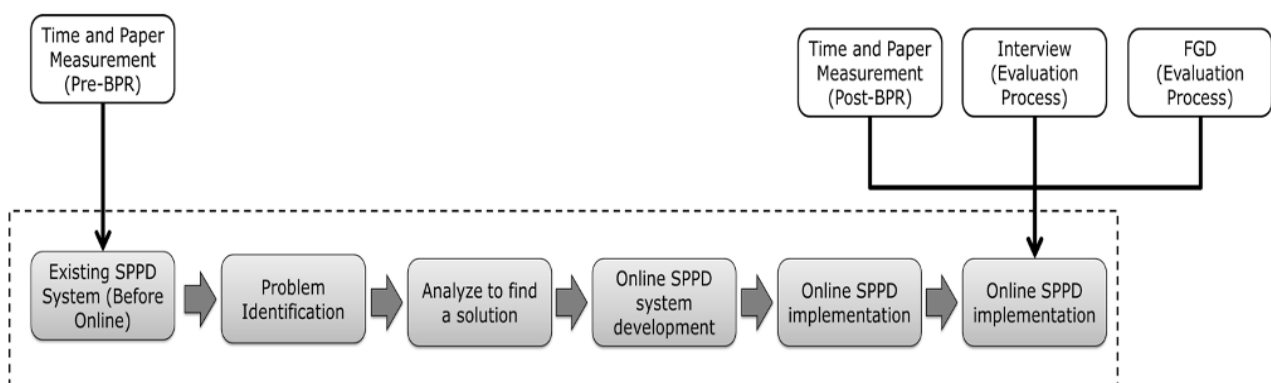 Time and Paper
Measurement
(Pre-BPR)
Time and Paper
Measurement
(Post-BPR)
Interview
(Evaluation
Process)
FGD
(Evaluation
Process)
Existing SPPD
System (Before
Online)
Problem
Identification
Analyze to find
a solution
Online SPPD
system
development
Online SPPD
implementation
Online SPPD
implementation